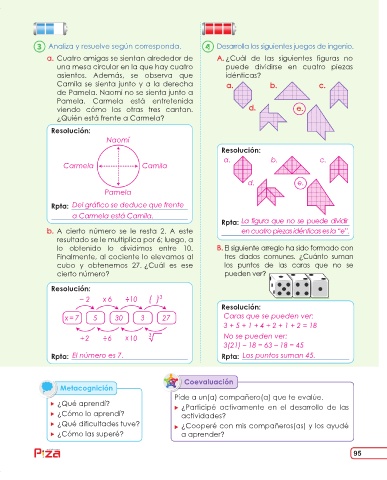 3 Analiza y resuelve según corresponda.
a. Cuatro amigas se sientan alrededor de
una mesa circular en la que hay cuatro
asientos. Además, se observa que
Camila se sienta junto y a la derecha
de Pamela. Naomi no se sienta junto a
Pamela. Carmela está entretenida
viendo cómo las otras tres cantan.
¿Quién está frente a Carmela?
Resolución:
Naomi
Carmela Camila
Pamela
Rpta: Del gráfico se deduce que frente
a Carmela está Camila.
b. A cierto número se le resta 2. A este
resultado se le multiplica por 6; luego, a
lo obtenido lo dividimos entre 10.
Finalmente, al cociente lo elevamos al
cubo y obtenemos 27. ¿Cuál es ese
cierto número?
Resolución:
− 2 x 6 ÷10 ( )³
x = 7 5 30 3 27
÷ 2 ÷6 x10 ∛
Rpta: El número es 7.
4 Desarrolla las siguientes juegos de ingenio.
A. ¿Cuál de las siguientes figuras no
puede dividirse en cuatro piezas
idénticas?
a. b. c.
d. e.
Resolución:
a. b. c.
d. e.
Rpta: La figura que no se puede dividir
en cuatro piezas idénticas es la "e".
B. El siguiente arreglo ha sido formado con
tres dados comunes. ¿Cuánto suman
los puntos de las caras que no se
pueden ver?
Resolución:
Caras que se pueden ver:
3 + 5 + 1 + 4 + 2 + 1 + 2 = 18
No se pueden ver:
3(21) − 18 = 63 − 18 = 45
Rpta: Los puntos suman 45.
Metacognición
¿Qué aprendí?
¿Cómo lo aprendí?
¿Qué dificultades tuve?
¿Cómo las superé?
Coevaluación
Pide a un(a) compañero(a) que te evalúe.
¿Participé activamente en el desarrollo de las
actividades?
¿Cooperé con mis compañeros(as) y los ayudé
a aprender?
95